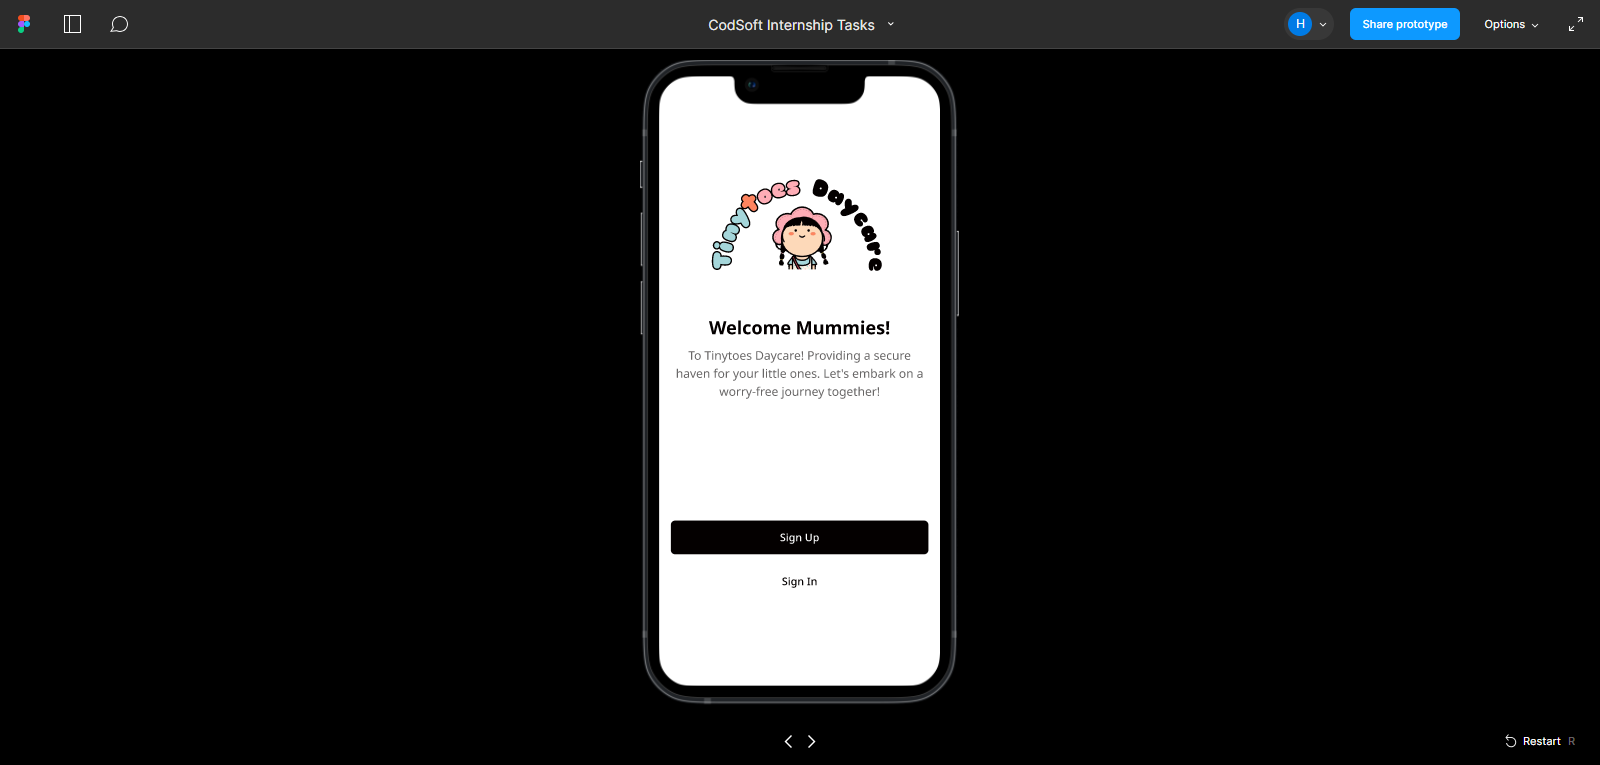 CodSoft Internship Tasks
H
Share prototype
Options
Tinytoes Daycare
Welcome Mummies!
To Tinytoes Daycare! Providing a secure
haven for your little ones. Let's embark on a
worry-free journey together!
Sign Up
Sign In
Restart R